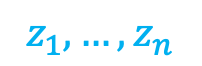 z₁, … , zₙ